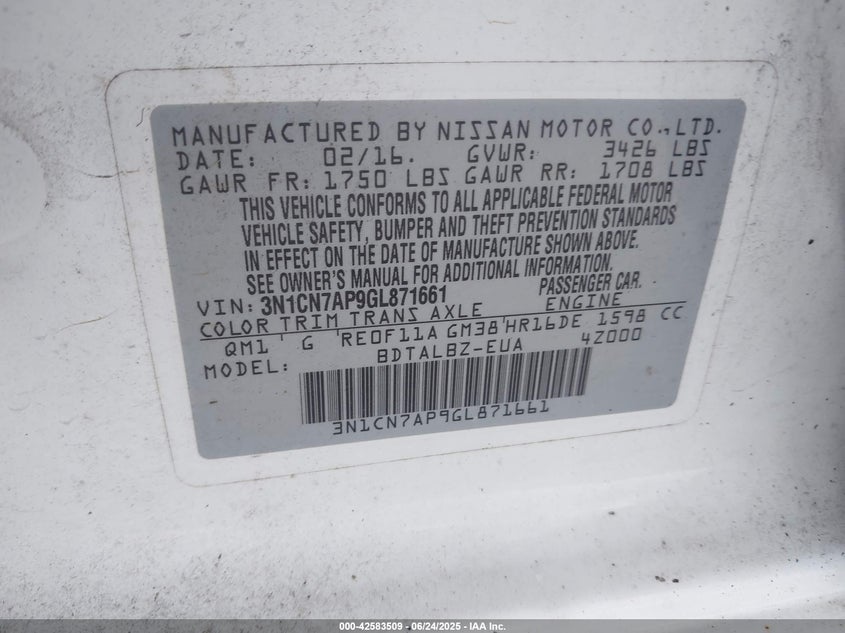 MANUFACTURED BY NISSAN MOTOR CO., LTD.
DATE: 02/16. GVWR: 3426 LBS
GAWR FR: 1750 LBS GAWR RR: 1708 LBS
THIS VEHICLE CONFORMS TO ALL APPLICABLE FEDERAL MOTOR
VEHICLE SAFETY, BUMPER AND THEFT PREVENTION STANDARDS
IN EFFECT ON THE DATE OF MANUFACTURE SHOWN ABOVE.
SEE OWNER'S MANUAL FOR ADDITIONAL INFORMATION.
VIN: 3N1CN7AP9GL871661 PASSENGER CAR.
COLOR TRIM TRANS AXLE ENGINE
QM1 G RE0F11A GM38 HR16DE 1598 CC
MODEL: BDTALBZ-EUA 4Z000
3N1CN7AP9GL871661
000-42583509 - 06/24/2025 - IAA Inc.